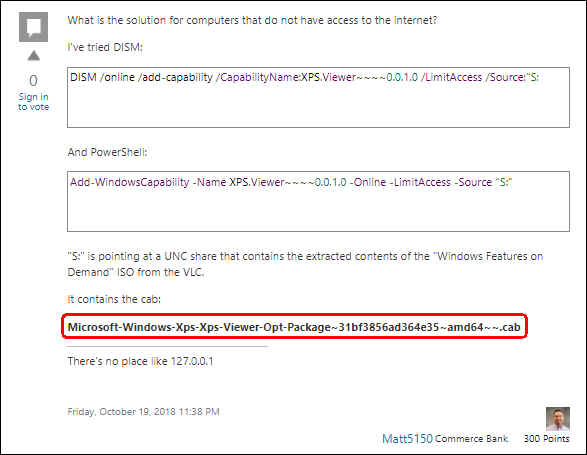 What is the solution for computers that do not have access to the internet?
I've tried DISM:
0
Sign in
to vote
DISM /online /add-capability /CapabilityName:XPS.Viewer~~~~0.0.1.0 /LimitAccess /Source:"S:
And PowerShell:
Add-WindowsCapability -Name XPS.Viewer~~~~0.0.1.0 -Online -LimitAccess -Source "S:"
"S:" is pointing at a UNC share that contains the extracted contents of the "Windows Features on
Demand" ISO from the VLC.
It contains the cab:
Microsoft-Windows-Xps-Xps-Viewer-Opt-Package~31bf3856ad364e35~amd64~~.cab
There's no place like 127.0.0.1
Friday, October 19, 2018 11:38 PM
Matt5150 Commerce Bank 300 Points